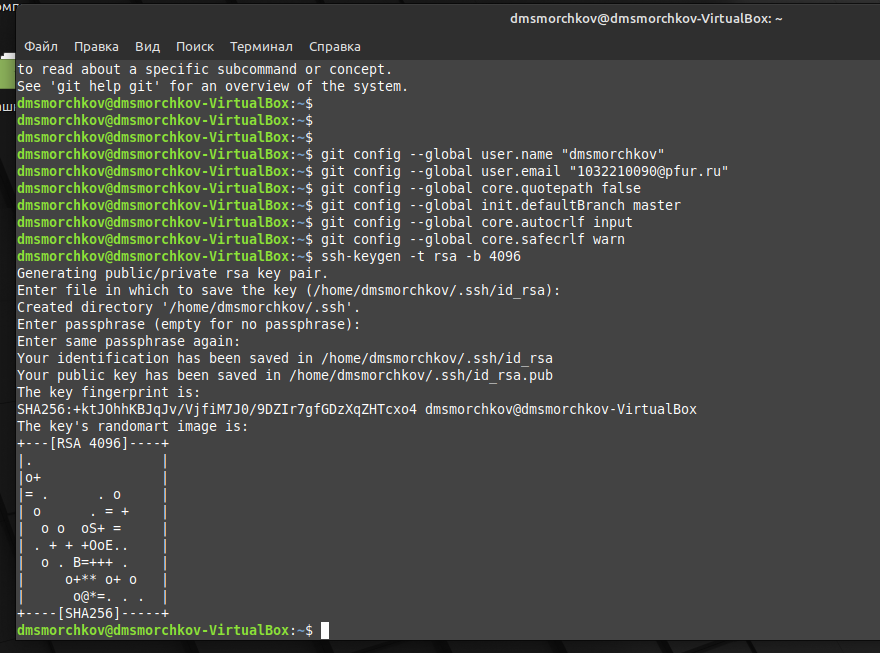 dmsmorchkov@dmsmorchkov-VirtualBox: ~
Файл Правка Вид Поиск Терминал Справка
to read about a specific subcommand or concept.
See 'git help git' for an overview of the system.
dmsmorchkov@dmsmorchkov-VirtualBox:~$
dmsmorchkov@dmsmorchkov-VirtualBox:~$
dmsmorchkov@dmsmorchkov-VirtualBox:~$
dmsmorchkov@dmsmorchkov-VirtualBox:~$ git config --global user.name "dmsmorchkov"
dmsmorchkov@dmsmorchkov-VirtualBox:~$ git config --global user.email "1032210090@pfur.ru"
dmsmorchkov@dmsmorchkov-VirtualBox:~$ git config --global core.quotepath false
dmsmorchkov@dmsmorchkov-VirtualBox:~$ git config --global init.defaultBranch master
dmsmorchkov@dmsmorchkov-VirtualBox:~$ git config --global core.autocrlf input
dmsmorchkov@dmsmorchkov-VirtualBox:~$ git config --global core.safecrlf warn
dmsmorchkov@dmsmorchkov-VirtualBox:~$ ssh-keygen -t rsa -b 4096
Generating public/private rsa key pair.
Enter file in which to save the key (/home/dmsmorchkov/.ssh/id_rsa):
Created directory '/home/dmsmorchkov/.ssh'.
Enter passphrase (empty for no passphrase):
Enter same passphrase again:
Your identification has been saved in /home/dmsmorchkov/.ssh/id_rsa
Your public key has been saved in /home/dmsmorchkov/.ssh/id_rsa.pub
The key fingerprint is:
SHA256:+ktJOhhKBJqJv/VjfiM7J0/9DZIr7gfGDzXqZHTcxo4 dmsmorchkov@dmsmorchkov-VirtualBox
The key's randomart image is:
+---[RSA 4096]----+
|.                |
|o+               |
|= .      . o     |
| o      . = +    |
|  o o  oS+ =     |
| . + + +OoE..    |
|  o . B=+++ .    |
|     o+** o+ o   |
|      o@*=. . .  |
+----[SHA256]-----+
dmsmorchkov@dmsmorchkov-VirtualBox:~$